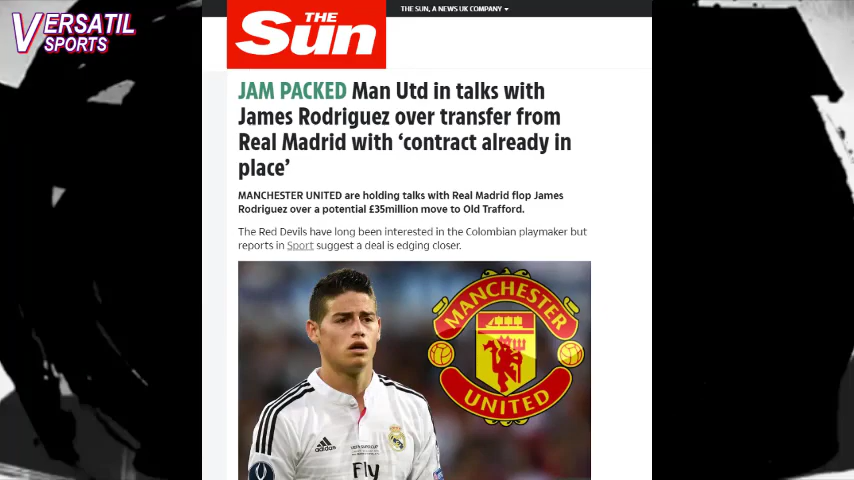 VERSATIL
SPORTS
THE SUN, A NEWS UK COMPANY
THE
Sun
JAM PACKED Man Utd in talks with
James Rodriguez over transfer from
Real Madrid with ‘contract already in
place’
MANCHESTER UNITED are holding talks with Real Madrid flop James
Rodriguez over a potential £35million move to Old Trafford.
The Red Devils have long been interested in the Colombian playmaker but
reports in Sport suggest a deal is edging closer.
MANCHESTER
UNITED
adidas
UEFA SUPER CUP
Fly